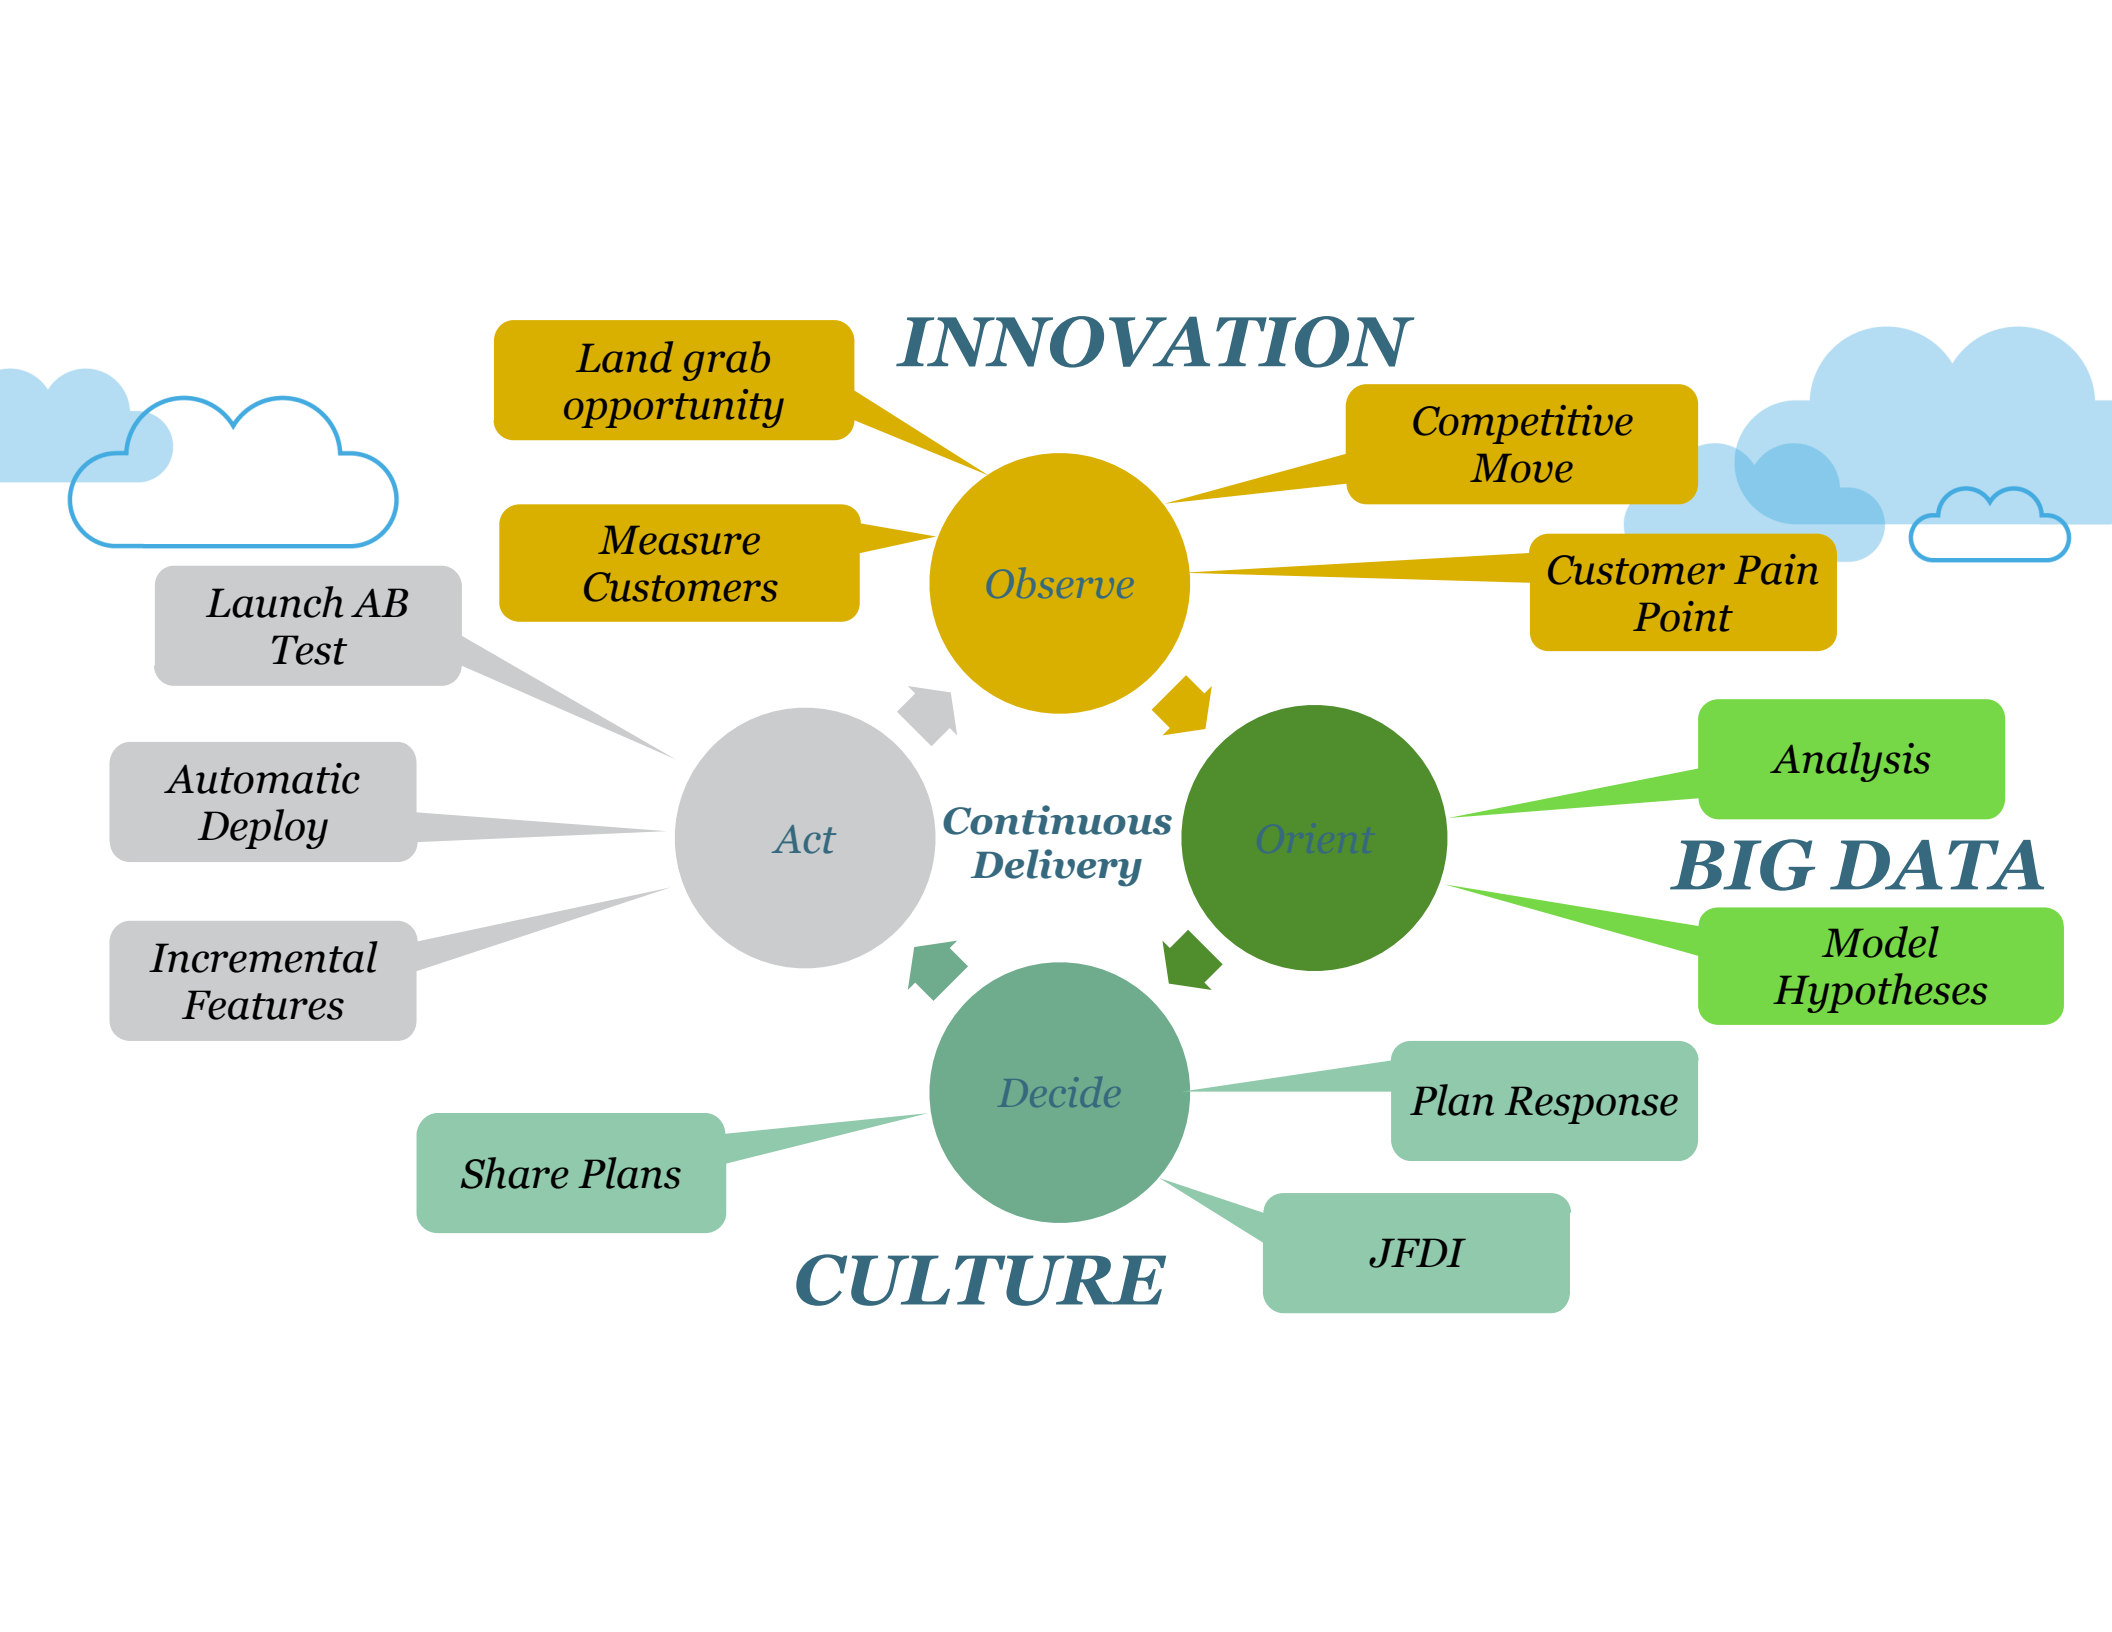 INNOVATION
Land grab
opportunity
Competitive
Move
Measure
Customers
Observe
Customer Pain
Point
Launch AB
Test
Analysis
Automatic
Deploy
Act
Continuous
Delivery
Orient
BIG DATA
Incremental
Features
Model
Hypotheses
Decide
Plan Response
Share Plans
JFDI
CULTURE